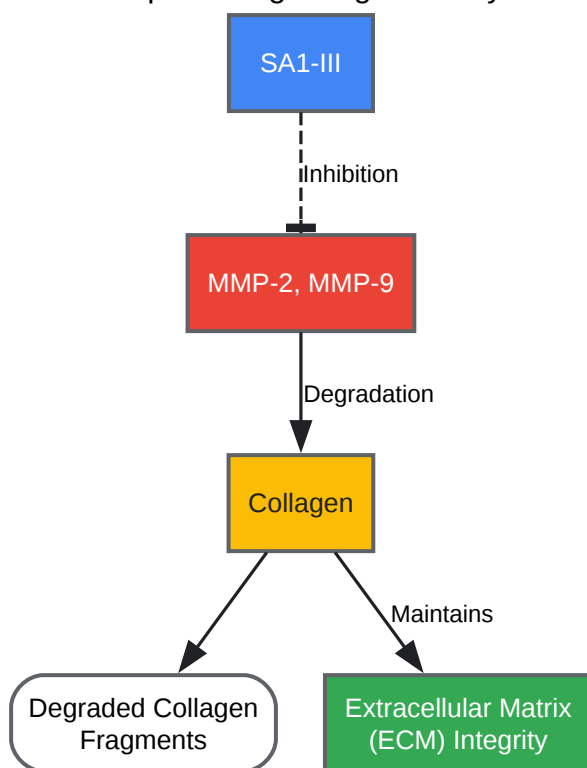 SA1-III
Inhibition
MMP-2, MMP-9
Degradation
Collagen
Maintains
Degraded Collagen
Fragments
Extracellular Matrix
(ECM) Integrity